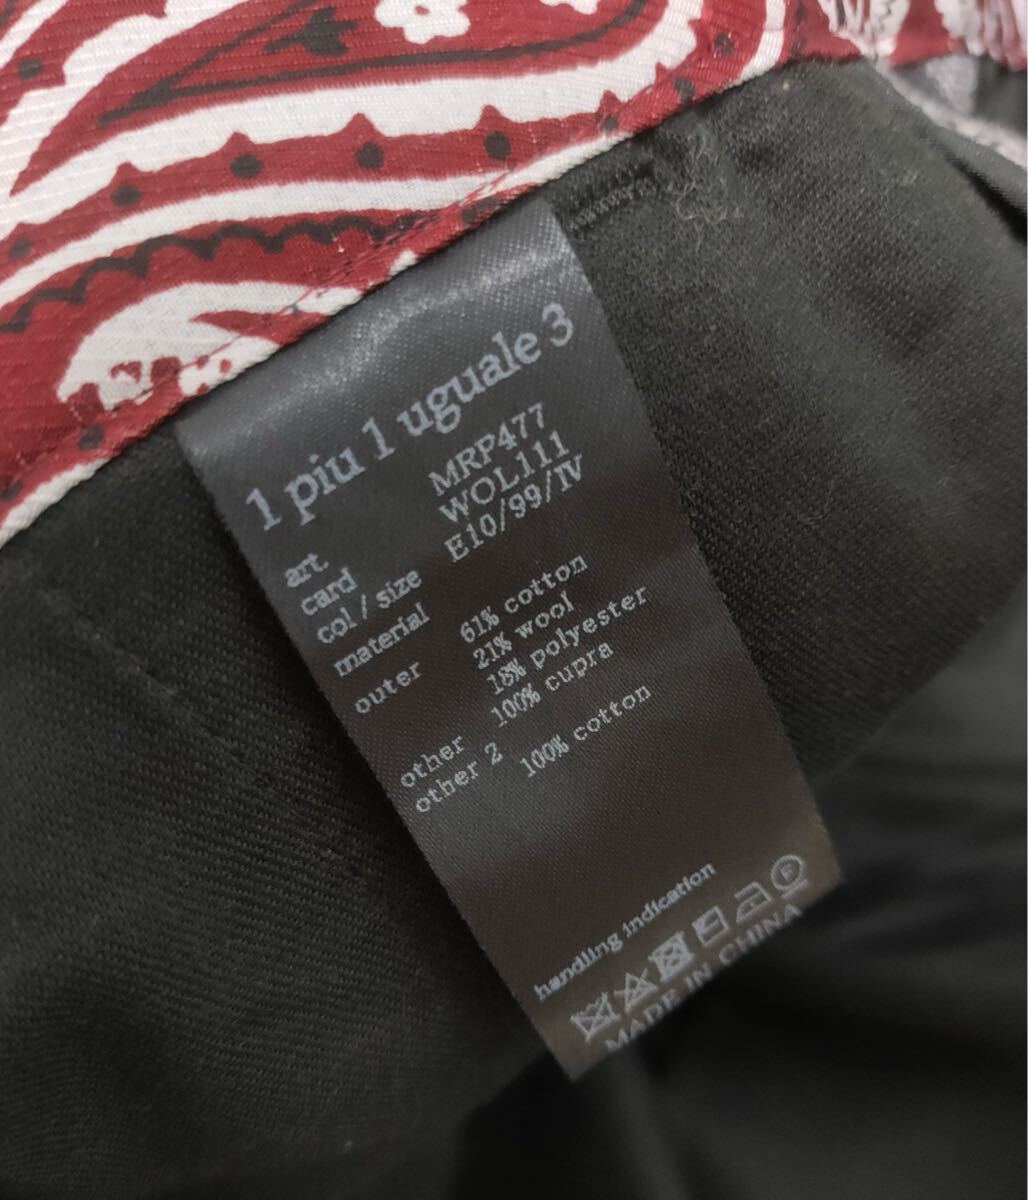 1 piu 1 uguale 3
art. MRP477
card WOL111
col / size E10/99/IV
material
outer 61% cotton
21% wool
18% polyester
other 100% cupra
other 2 100% cotton
handling indication
F
MADE IN CHINA